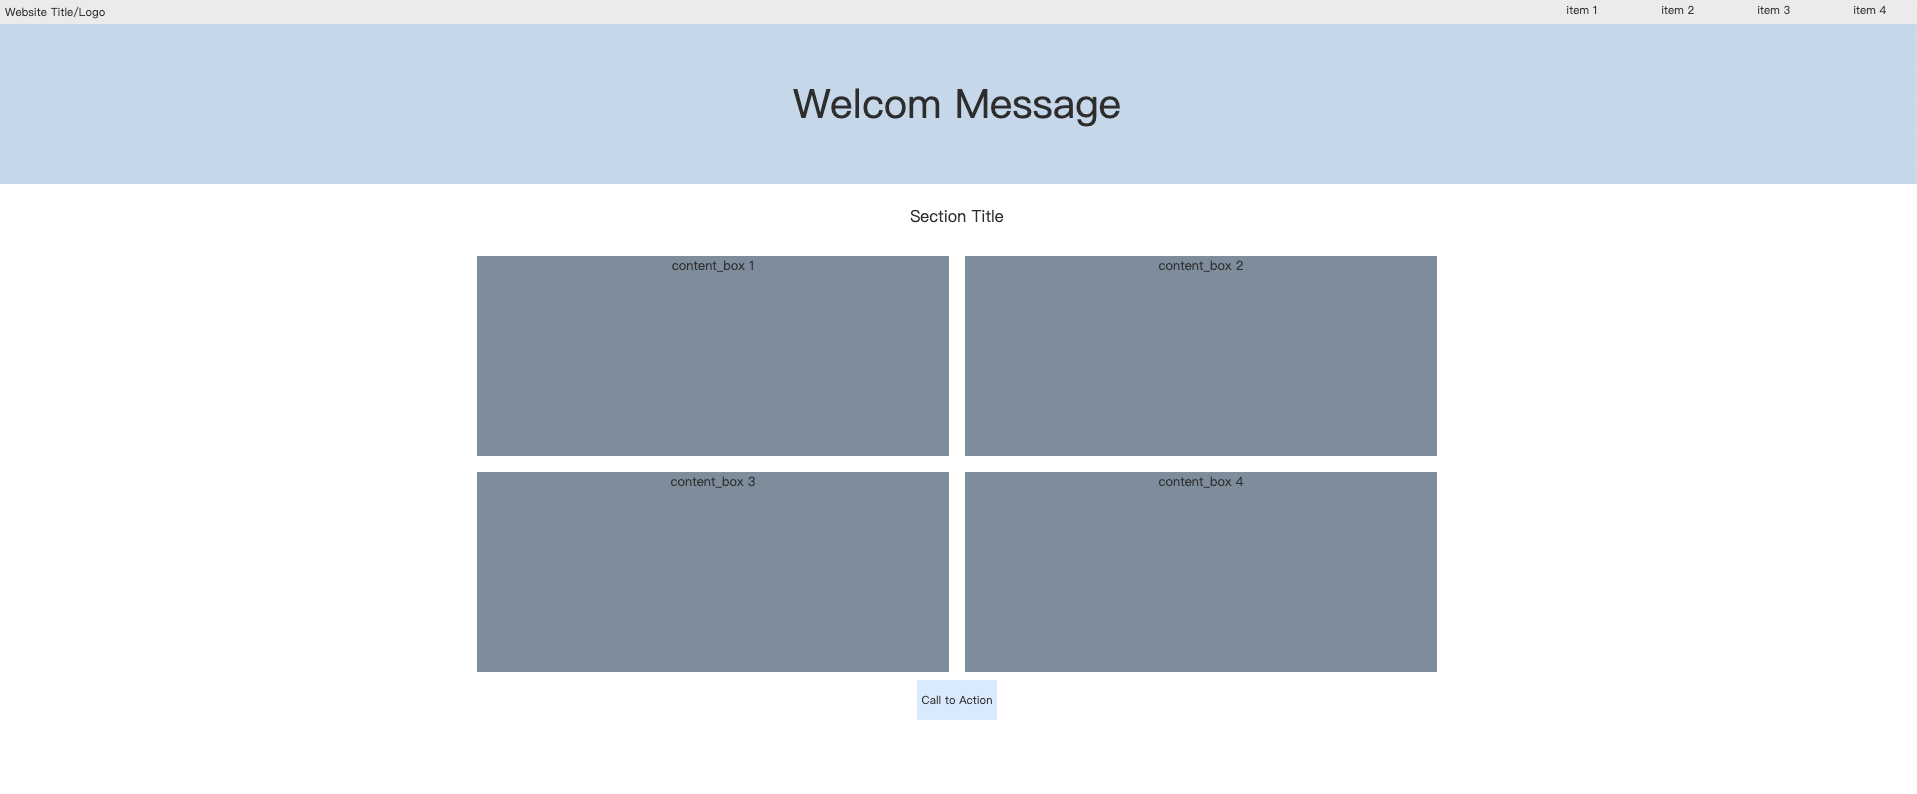 Website Title/Logo
item 1
item 2
item 3
item 4
Welcom Message
Section Title
content_box 1
content_box 2
content_box 3
content_box 4
Call to Action